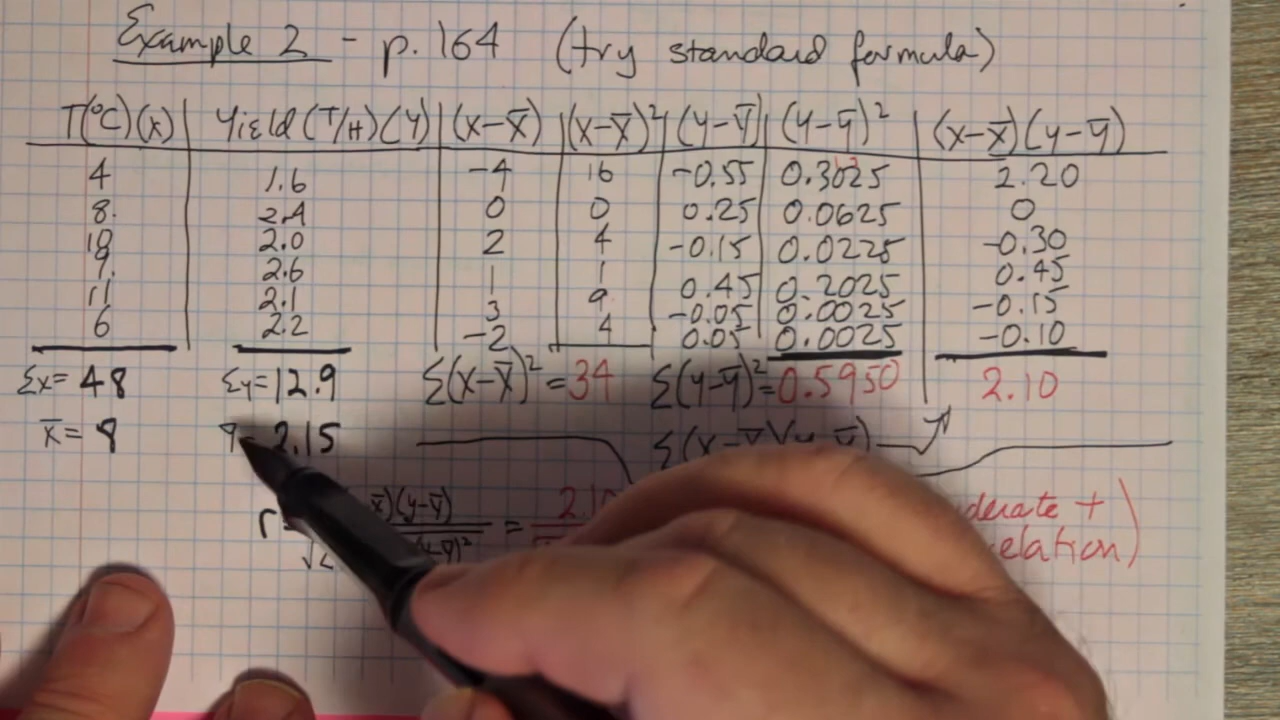 Example 2 - p. 164 (try standard formula)
T(°C)(x) Yield (T/H)(Y) (x-x̄) (x-x̄)² (y-ȳ) (y-ȳ)² (x-x̄)(y-ȳ)
4 1.6 -4 16 -0.55 0.3025 2.20
8. 2.4 0 0 0.25 0.0625 0
10 2.0 2 4 -0.15 0.0225 -0.30
9. 2.6 1 1 0.45 0.2025 0.45
11 2.1 3 9 -0.05 0.0025 -0.15
6 2.2 -2 4 0.05 0.0025 -0.10
Σx= 48 Σy=12.9 Σ(x-x̄)² = 34 Σ(y-ȳ)²=0.5950 2.10
x̄ = 8 2.15 Σ(x-x̄)(y-ȳ)
r= x̄)(y-ȳ) = 2.10 derate +
elation)